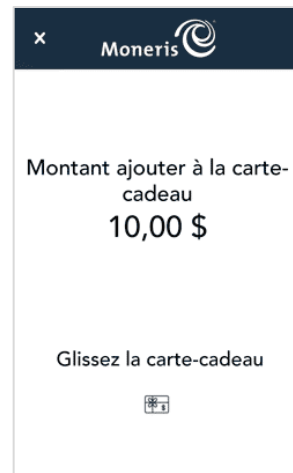 ×
Moneris
Montant ajouter à la carte-
cadeau
10,00 $
Glissez la carte-cadeau